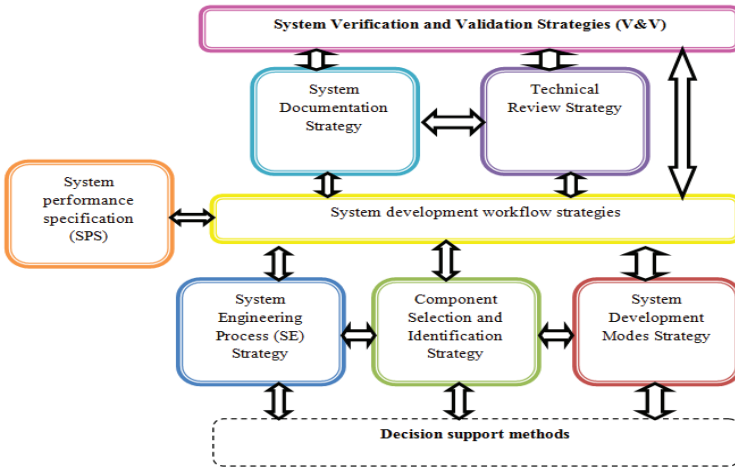 System Verification and Validation Strategies (V&V)
System
Documentation
Strategy
Technical
Review Strategy
System
performance
specification
(SPS)
System development workflow strategies
System
Engineering
Process (SE)
Strategy
Component
Selection and
Identification
Strategy
System
Development
Modes Strategy
Decision support methods